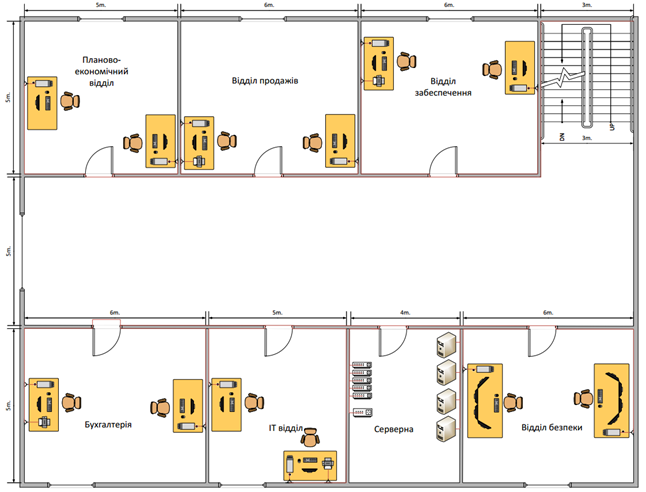 5m.
6m.
6m.
3m.
5m.
Планово-
економічний
відділ
Відділ продажів
Відділ
забеспечення
DN
UP
3m.
5m.
6m.
5m.
4m.
6m.
5m.
Бухгалтерія
IT відділ
Серверна
Відділ безпеки